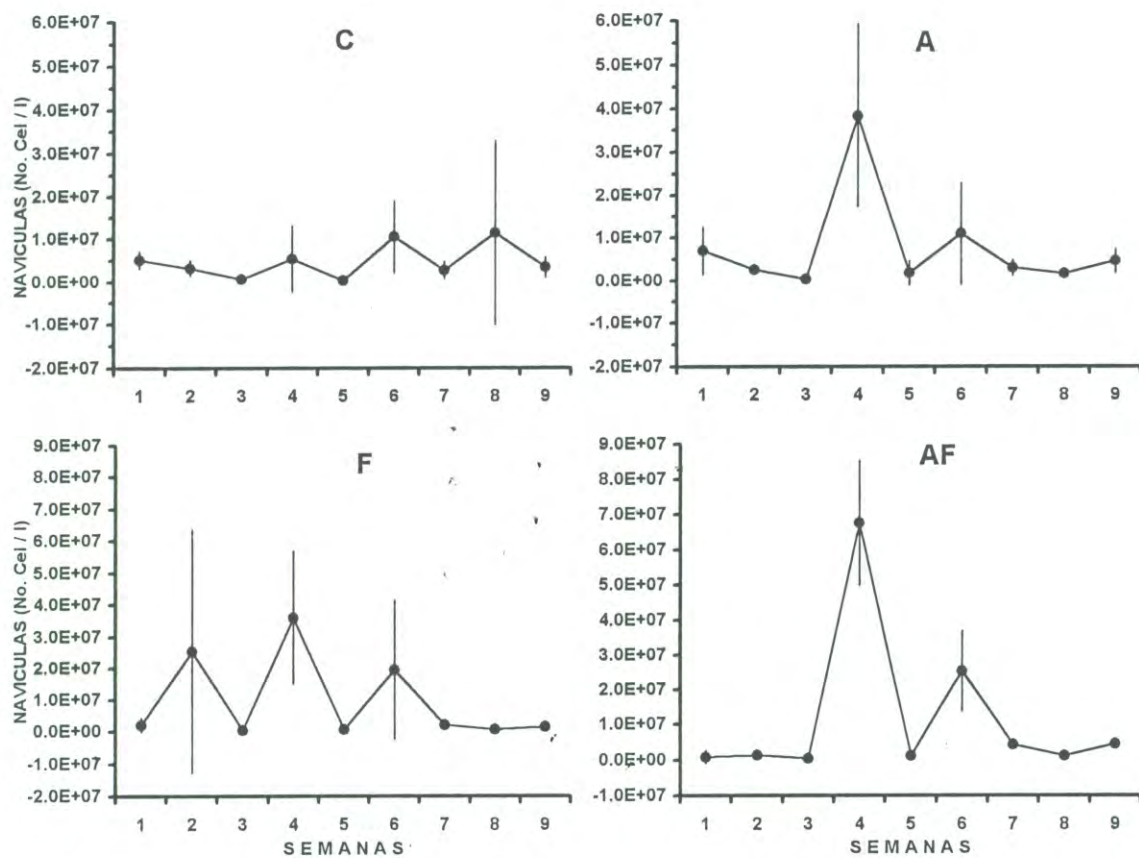 C
NAVICULAS (No. Cel / l)
6.0E+07
5.0E+07
4.0E+07
3.0E+07
2.0E+07
1.0E+07
0.0E+00
-1.0E+07
-2.0E+07
1 2 3 4 5 6 7 8 9
A
6.0E+07
5.0E+07
4.0E+07
3.0E+07
2.0E+07
1.0E+07
0.0E+00
-1.0E+07
-2.0E+07
1 2 3 4 5 6 7 8 9
F
NAVICULAS (No. Cel / l)
9.0E+07
8.0E+07
7.0E+07
6.0E+07
5.0E+07
4.0E+07
3.0E+07
2.0E+07
1.0E+07
0.0E+00
-1.0E+07
-2.0E+07
1 2 3 4 5 6 7 8 9
SEMANAS
AF
9.0E+07
8.0E+07
7.0E+07
6.0E+07
5.0E+07
4.0E+07
3.0E+07
2.0E+07
1.0E+07
0.0E+00
-1.0E+07
1 2 3 4 5 6 7 8 9
SEMANAS